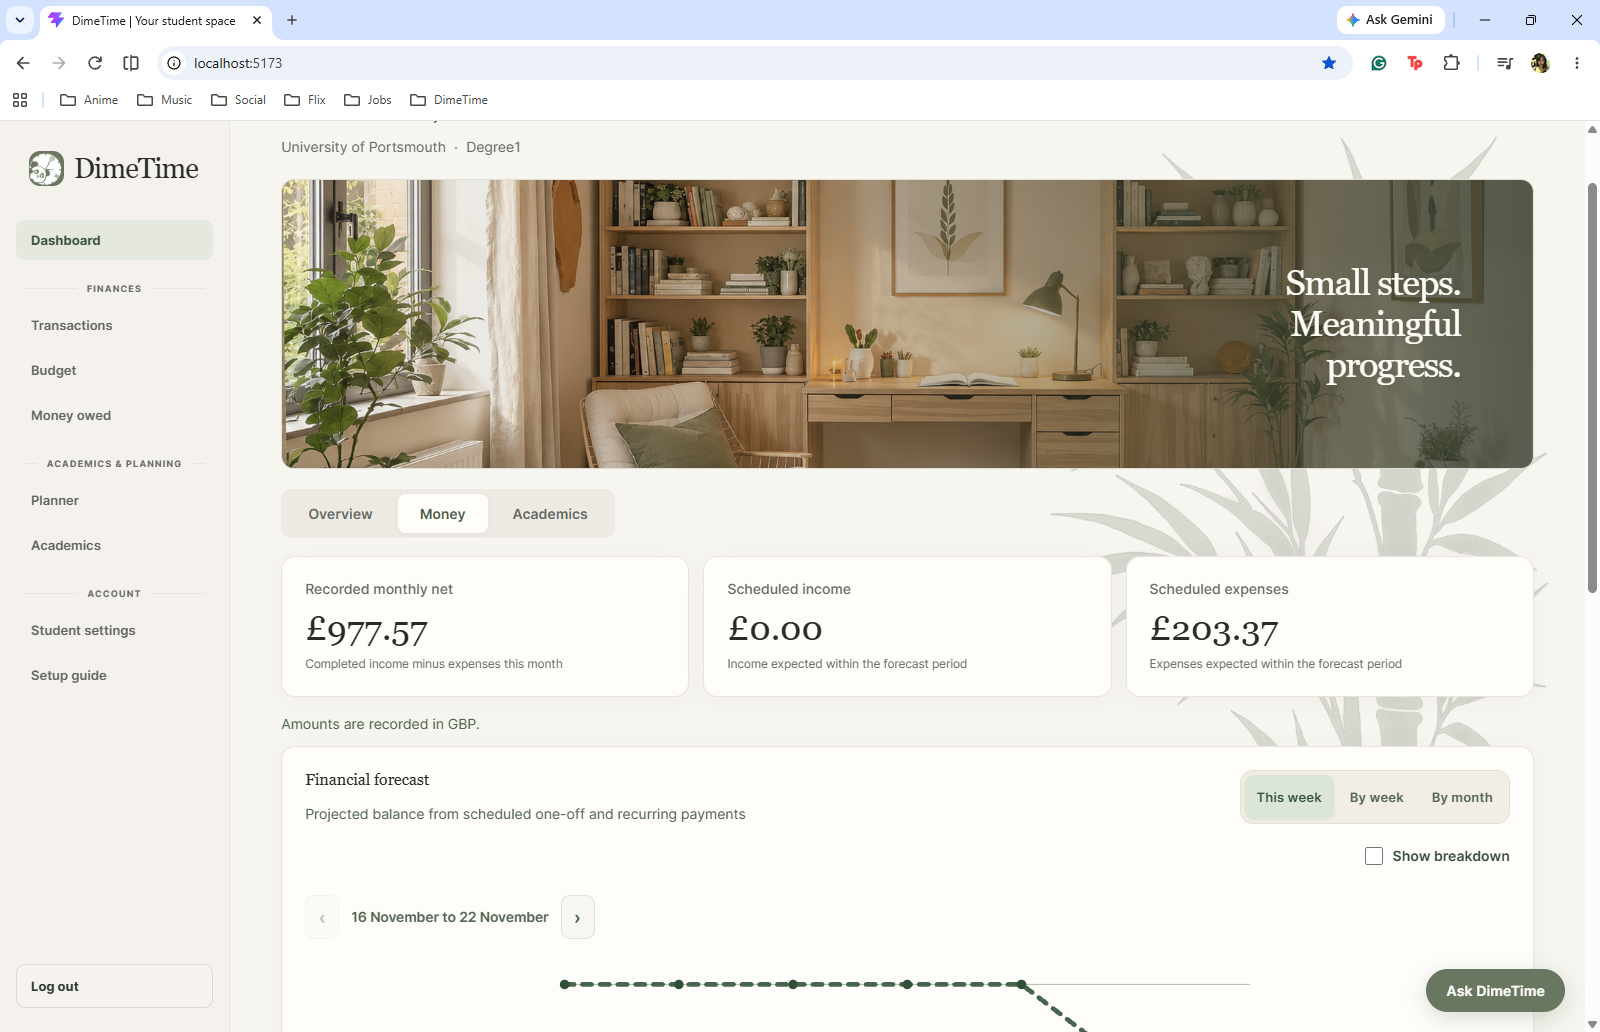 DimeTime | Your student space
Ask Gemini
localhost:5173
Anime
Music
Social
Flix
Jobs
DimeTime
DimeTime
Dashboard
FINANCES
Transactions
Budget
Money owed
ACADEMICS & PLANNING
Planner
Academics
ACCOUNT
Student settings
Setup guide
Log out
University of Portsmouth · Degree1
Small steps.
Meaningful
progress.
Overview
Money
Academics
Recorded monthly net
£977.57
Completed income minus expenses this month
Scheduled income
£0.00
Income expected within the forecast period
Scheduled expenses
£203.37
Expenses expected within the forecast period
Amounts are recorded in GBP.
Financial forecast
Projected balance from scheduled one-off and recurring payments
This week
By week
By month
Show breakdown
‹
16 November to 22 November
›
Ask DimeTime